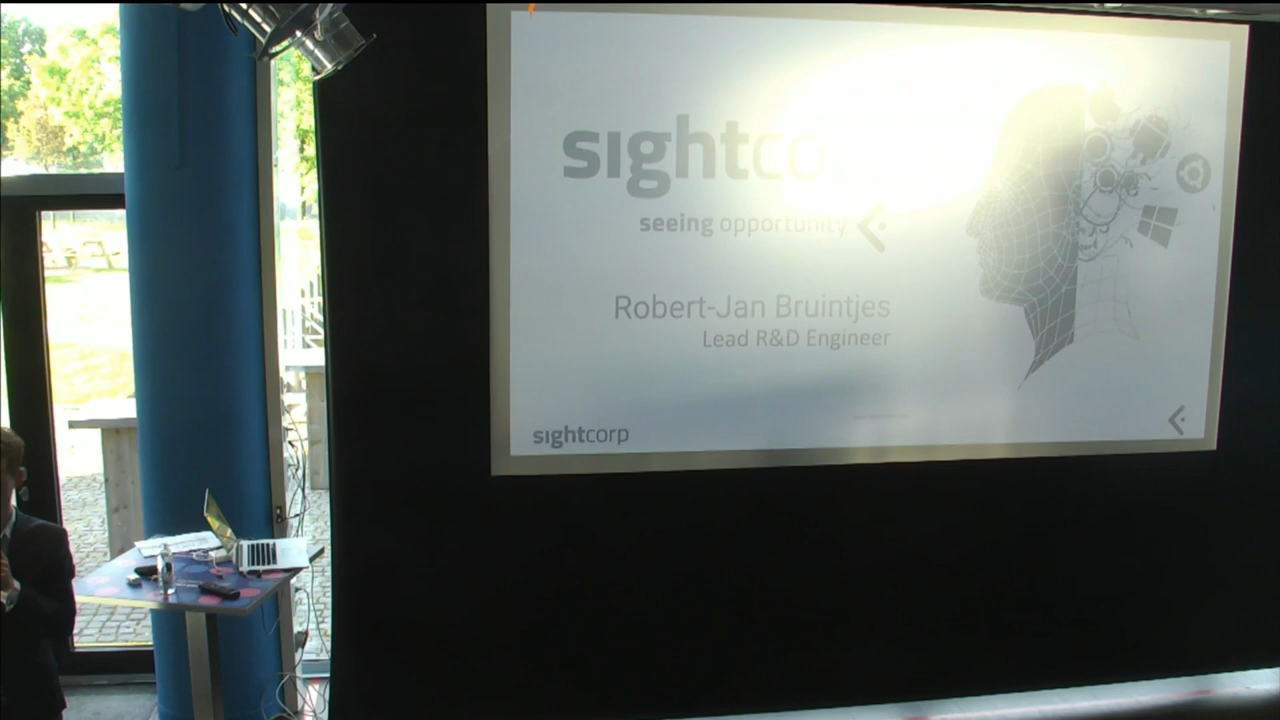 sightco
seeing opportunity
Robert-Jan Bruintjes
Lead R&D Engineer
sightcorp